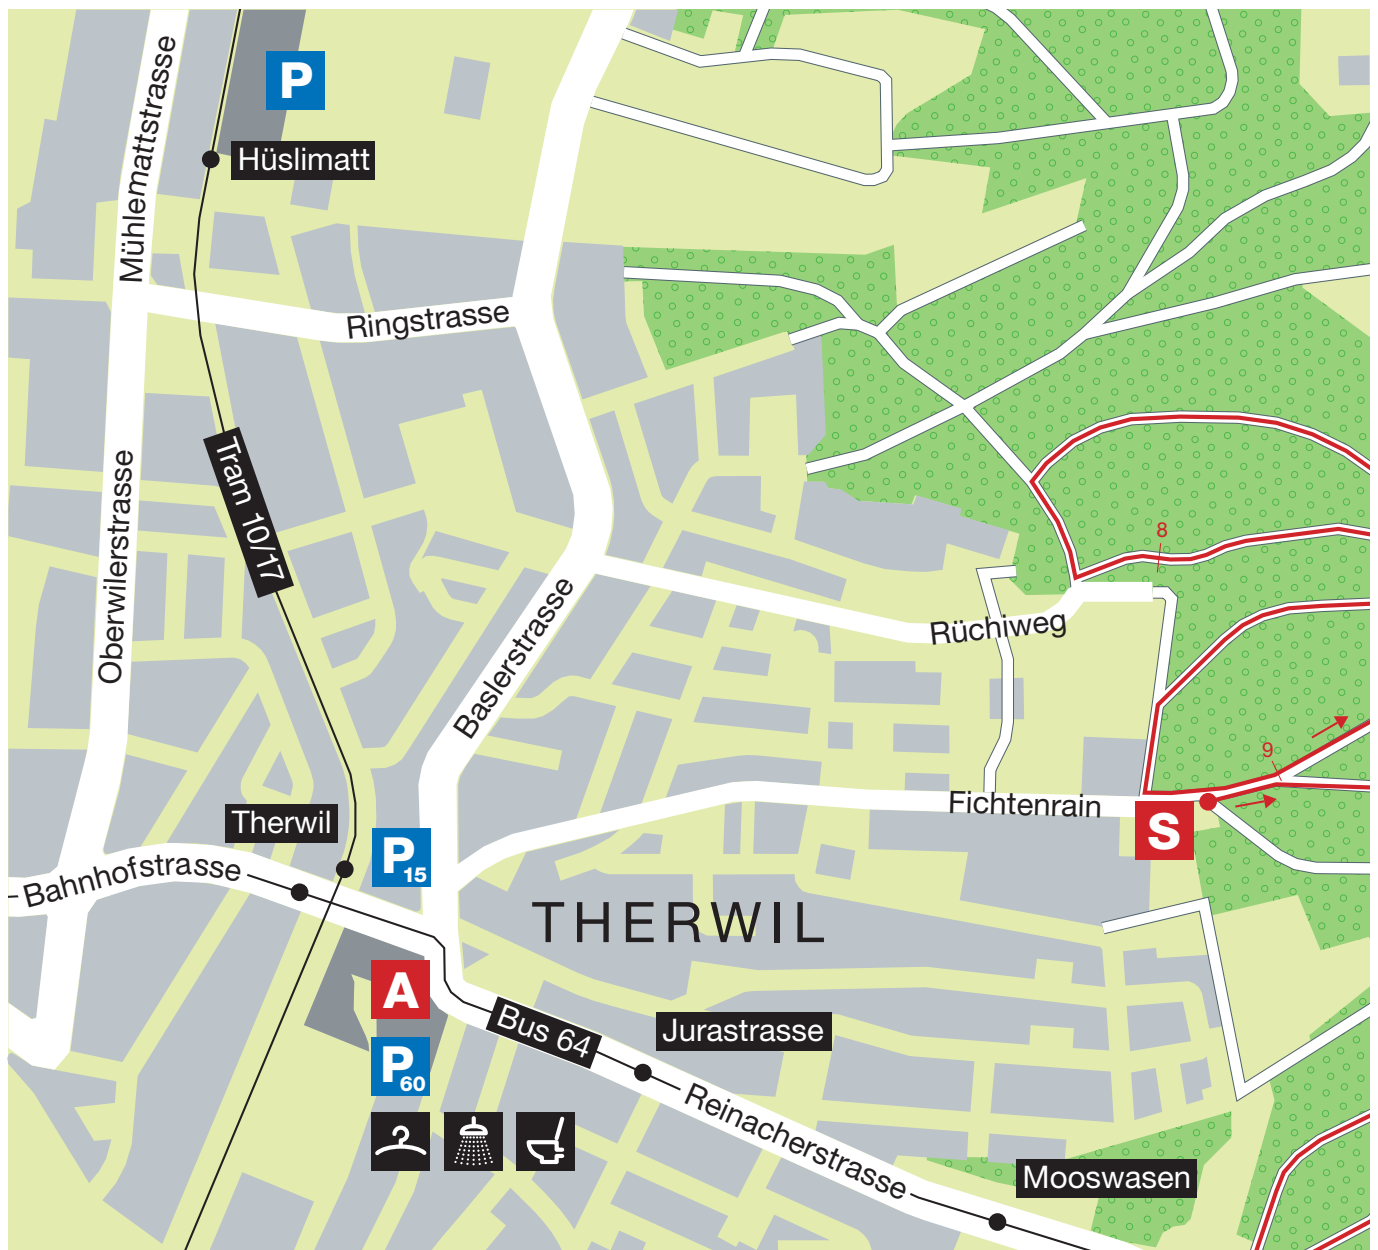 P
Hüslimatt
Mühlemattstrasse
Ringstrasse
Tram 10/17
Oberwilerstrasse
8
Baslerstrasse
Rüchiweg
9
Fichtenrain
S
Therwil
P15
Bahnhofstrasse
THERWIL
A
Bus 64
Jurastrasse
P60
Reinacherstrasse
Mooswasen